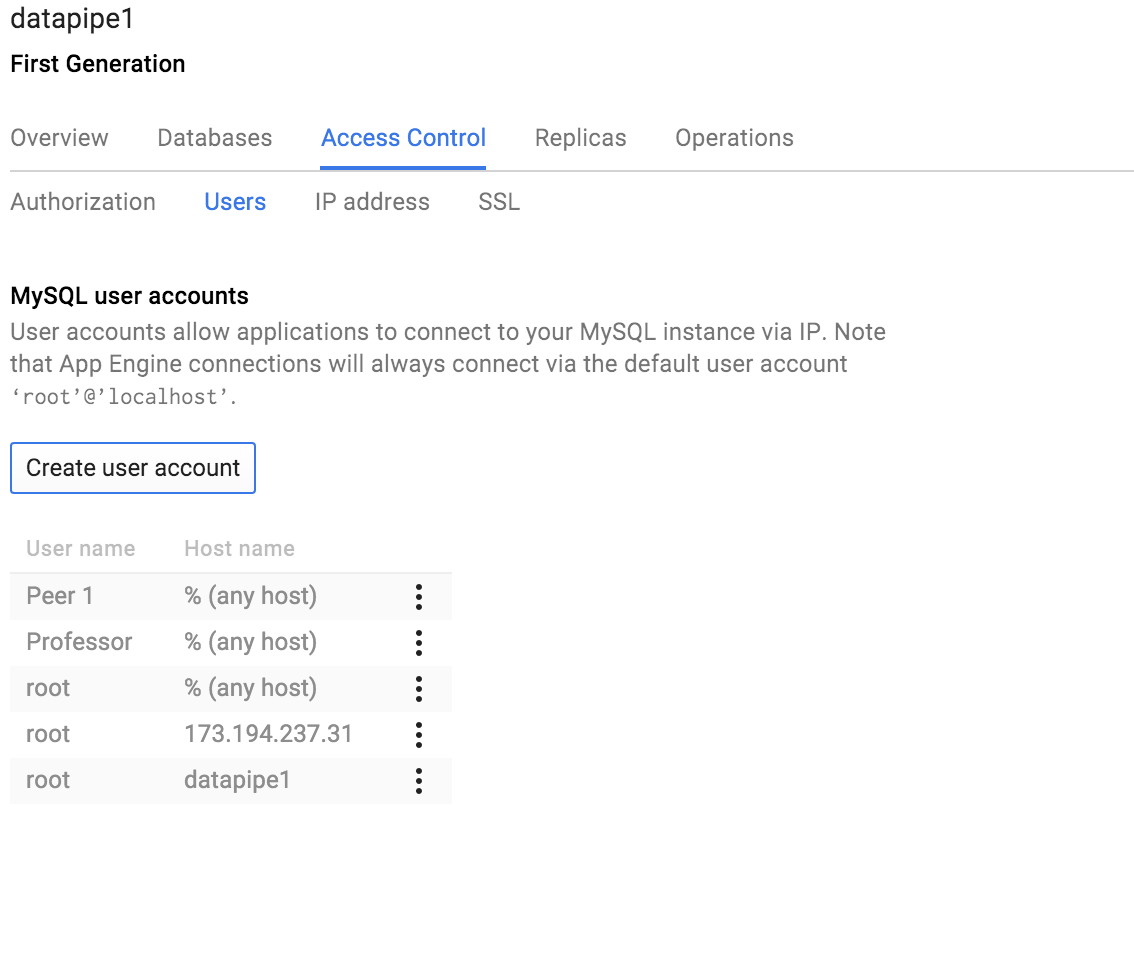 datapipe1
First Generation
Overview Databases Access Control Replicas Operations
Authorization Users IP address SSL
MySQL user accounts
User accounts allow applications to connect to your MySQL instance via IP. Note
that App Engine connections will always connect via the default user account
‘root’@’localhost’.
Create user account
User name Host name
Peer 1 % (any host)
Professor % (any host)
root % (any host)
root 173.194.237.31
root datapipe1